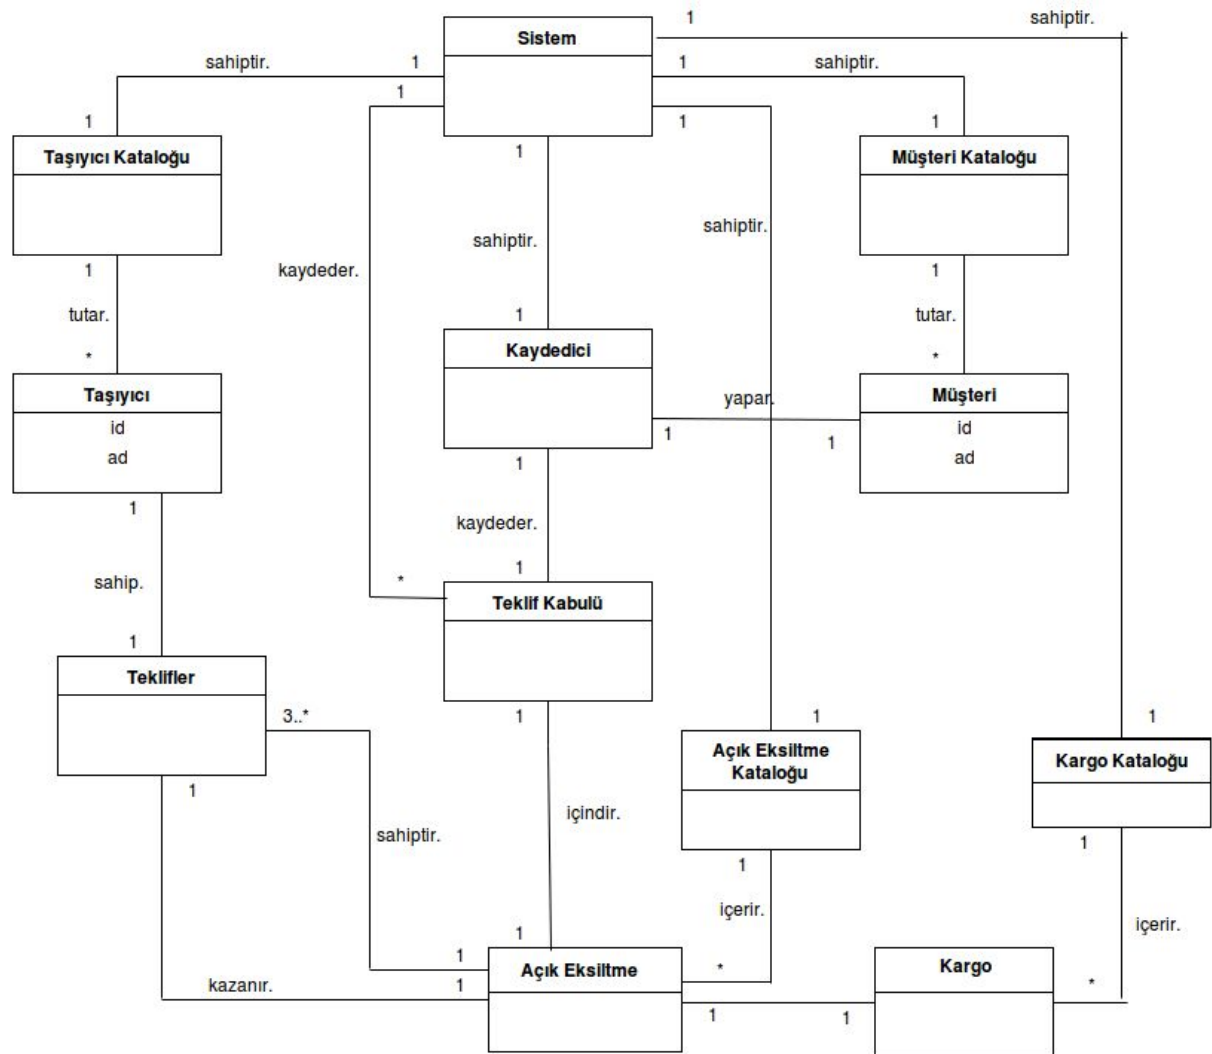 1
sahiptir.
Sistem
sahiptir.
1
1
sahiptir.
1
1
1
1
1
Taşıyıcı Kataloğu
1
Müşteri Kataloğu
sahiptir.
sahiptir.
1
kaydeder.
1
tutar.
1
tutar.
*
Kaydedici
*
Taşıyıcı
id
ad
yapar.
1
1
Müşteri
id
ad
1
1
kaydeder.
sahip.
1
*
Teklif Kabulü
1
Teklifler
3..*
1
1
1
Açık Eksiltme
Kataloğu
Kargo Kataloğu
1
içindir.
sahiptir.
1
1
içerir.
içerir.
1
1
Açık Eksiltme
*
Kargo
*
kazanır.
1
1
1